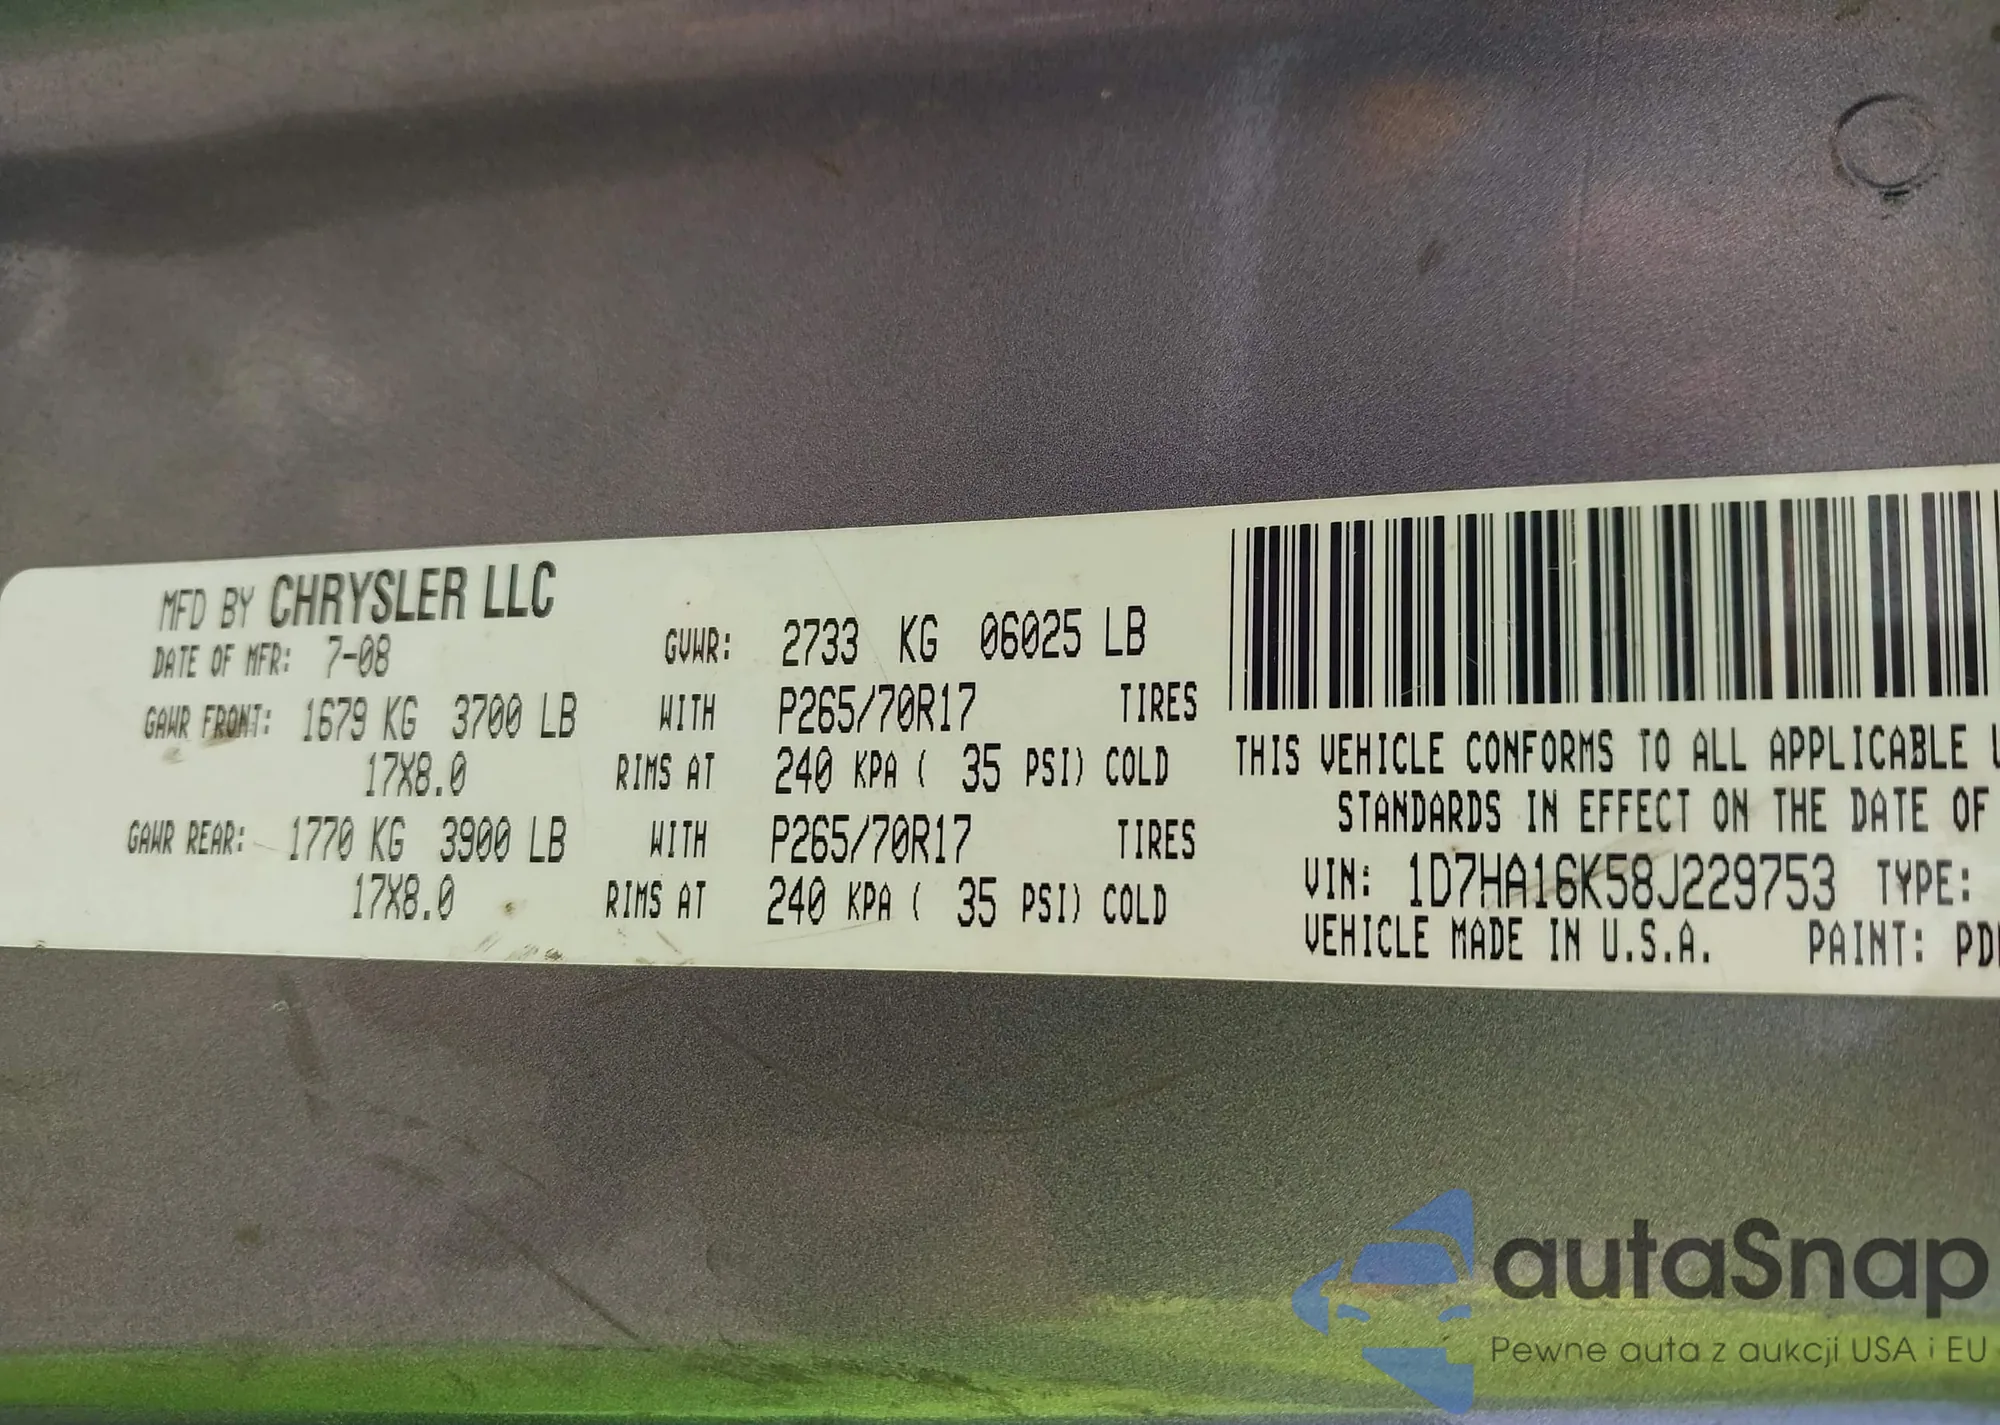 MFD BY CHRYSLER LLC
DATE OF MFR: 7-08 GVWR: 2733 KG 06025 LB
GAWR FRONT: 1679 KG 3700 LB WITH P265/70R17 TIRES
17X8.0 RIMS AT 240 KPA ( 35 PSI) COLD
GAWR REAR: 1770 KG 3900 LB WITH P265/70R17 TIRES
17X8.0 RIMS AT 240 KPA ( 35 PSI) COLD
THIS VEHICLE CONFORMS TO ALL APPLICABLE
STANDARDS IN EFFECT ON THE DATE OF
VIN: 1D7HA16K58J229753 TYPE:
VEHICLE MADE IN U.S.A. PAINT:
autaSnap
Pewne auta z aukcji USA i EU